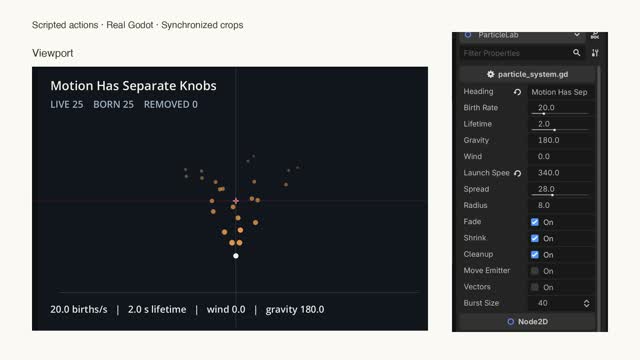 Scripted actions · Real Godot · Synchronized crops
Viewport
Motion Has Separate Knobs
LIVE 25 BORN 25 REMOVED 0
20.0 births/s | 2.0 s lifetime | wind 0.0 | gravity 180.0
ParticleLab
Filter Properties
particle_system.gd
Heading Motion Has Sep
Birth Rate 20.0
Lifetime 2.0
Gravity 180.0
Wind 0.0
Launch Spee 340.0
Spread 28.0
Radius 8.0
Fade On
Shrink On
Cleanup On
Move Emitter On
Vectors On
Burst Size 40
Node2D